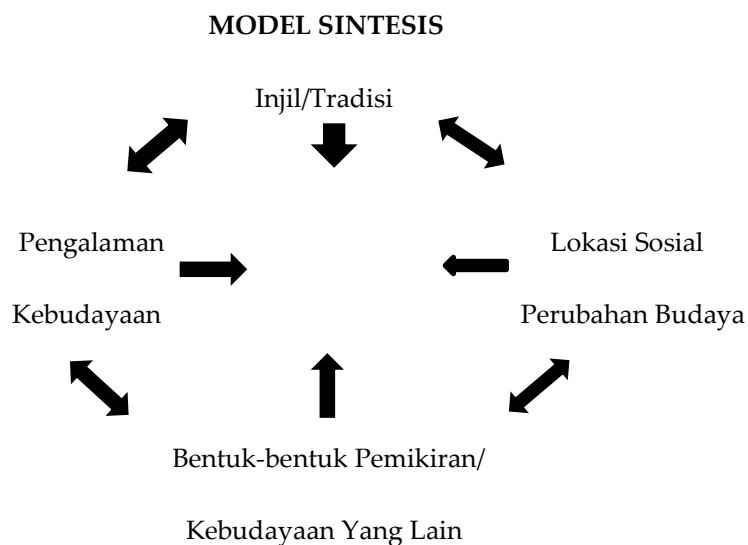 MODEL SINTESIS
Injil/Tradisi
Pengalaman
Lokasi Sosial
Kebudayaan
Perubahan Budaya
Bentuk-bentuk Pemikiran/
Kebudayaan Yang Lain